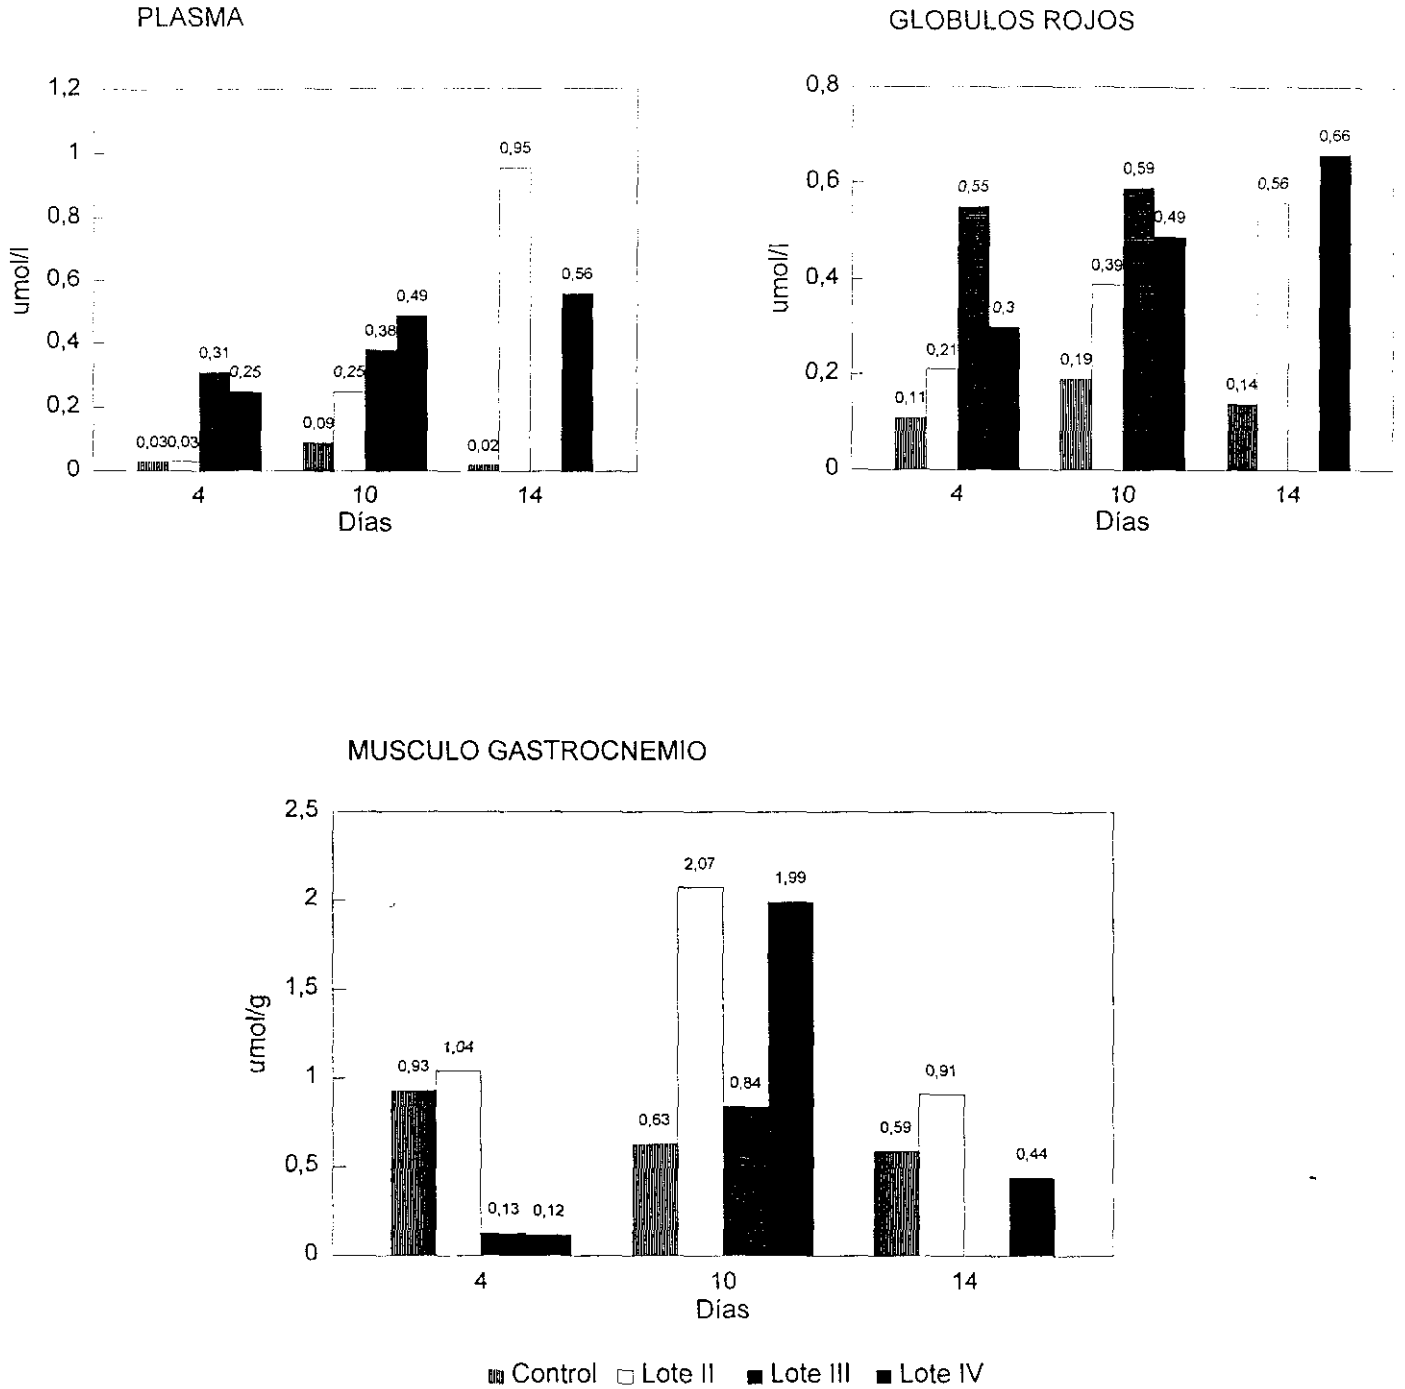 PLASMA
1,2
1
0,8
0,6
0,4
0,2
0
umol/l
0,03 0,03 0,31 0,25
0,09 0,25 0,38 0,49
0,02 0,95 0,56
4 10 14
Días
GLOBULOS ROJOS
0,8
0,6
0,4
0,2
0
umol/l
0,11 0,21 0,55 0,3
0,19 0,39 0,59 0,49
0,14 0,56 0,66
4 10 14
Días
MUSCULO GASTROCNEMIO
2,5
2
1,5
1
0,5
0
umol/g
0,93 1,04 0,13 0,12
0,63 2,07 0,84 1,99
0,59 0,91 0,44
4 10 14
Días
Control Lote II Lote III Lote IV